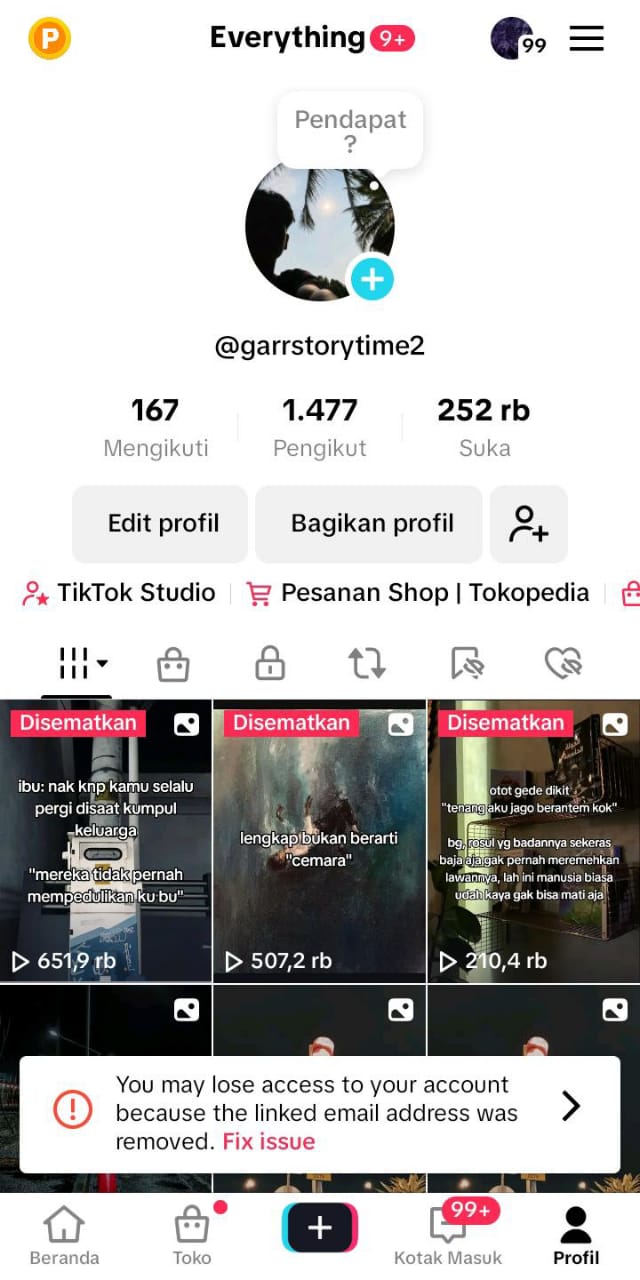 P
Everything 9+
99
Pendapat
?
@garrstorytime2
167
Mengikuti
1.477
Pengikut
252 rb
Suka
Edit profil
Bagikan profil
TikTok Studio
Pesanan Shop | Tokopedia
Disematkan
ibu: nak knp kamu selalu
pergi disaat kumpul
keluarga
"mereka tidak pernah
mempedulikan ku bu"
651,9 rb
Disematkan
lengkap bukan berarti
"cemara"
507,2 rb
Disematkan
otot gede dikit
"tenang aku jago berantem kok"
bg, rosul yg badannya sekeras
baja aja gak pernah meremehkan
lawannya, lah ini manusia biasa
udah kaya gak bisa mati aja
210,4 rb
You may lose access to your account
because the linked email address was
removed. Fix issue
Beranda
Toko
99+
Kotak Masuk
Profil